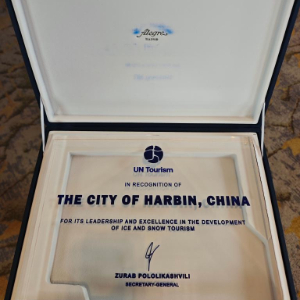 Alegre
UN Tourism
IN RECOGNITION OF
THE CITY OF HARBIN, CHINA
FOR ITS LEADERSHIP AND EXCELLENCE IN THE DEVELOPMENT
OF ICE AND SNOW TOURISM
ZURAB POLOLIKASHVILI
SECRETARY-GENERAL